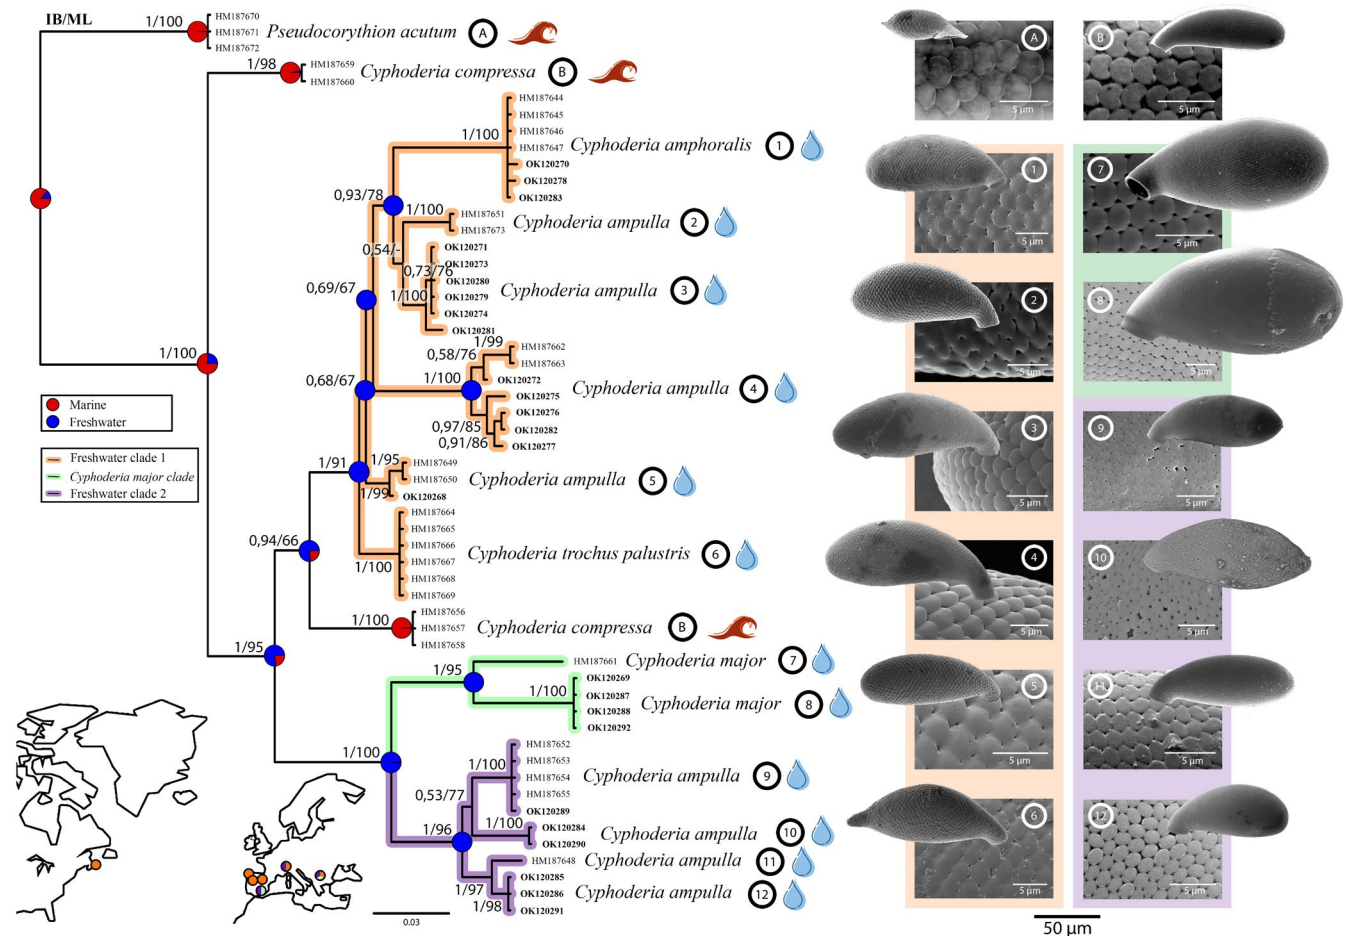 IB/ML
1/100
HM187670
HM187671
HM187672
Pseudocorythion acutum
A
1/98
HM187659
HM187660
Cyphoderia compressa
B
HM187644
HM187645
HM187646
HM187647
OK120270
OK120278
OK120283
1/100
Cyphoderia amphoralis
1
0,93/78
1/100
HM187651
HM187673
Cyphoderia ampulla
2
0,54/-
OK120271
OK120273
0,73/76
OK120280
OK120279
1/100
OK120274
OK120281
Cyphoderia ampulla
3
0,69/67
1/99
HM187662
HM187663
0,58/76
OK120272
1/100
OK120275
OK120276
0,97/85
OK120282
0,91/86
OK120277
Cyphoderia ampulla
4
0,68/67
1/100
Marine
Freshwater
Freshwater clade 1
Cyphoderia major clade
Freshwater clade 2
1/91
1/95
HM187649
HM187650
1/99
OK120268
Cyphoderia ampulla
5
HM187664
HM187665
HM187666
HM187667
HM187668
HM187669
1/100
Cyphoderia trochus palustris
6
0,94/66
1/100
HM187656
HM187657
HM187658
Cyphoderia compressa
B
1/95
1/95
HM187661
Cyphoderia major
7
1/100
OK120269
OK120287
OK120288
OK120292
Cyphoderia major
8
1/100
HM187652
HM187653
HM187654
HM187655
OK120289
1/100
Cyphoderia ampulla
9
0,53/77
1/100
OK120284
OK120290
Cyphoderia ampulla
10
1/96
HM187648
Cyphoderia ampulla
11
1/97
OK120285
OK120286
OK120291
1/98
Cyphoderia ampulla
12
0.03
A
5 µm
B
5 µm
1
5 µm
7
5 µm
2
5 µm
8
5 µm
3
5 µm
9
5 µm
4
5 µm
10
5 µm
5
5 µm
11
5 µm
6
5 µm
12
5 µm
50 µm